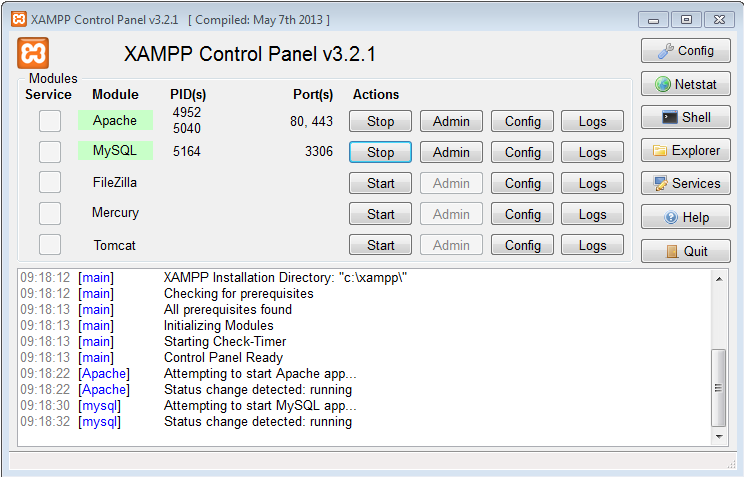 XAMPP Control Panel v3.2.1 [ Compiled: May 7th 2013 ]
XAMPP Control Panel v3.2.1
Config
Modules
Service Module PID(s) Port(s) Actions
Netstat
Apache 4952 5040 80, 443 Stop Admin Config Logs
Shell
MySQL 5164 3306 Stop Admin Config Logs
Explorer
FileZilla Start Admin Config Logs
Services
Mercury Start Admin Config Logs
Help
Tomcat Start Admin Config Logs
Quit
09:18:12 [main] XAMPP Installation Directory: "c:\xampp\"
09:18:12 [main] Checking for prerequisites
09:18:13 [main] All prerequisites found
09:18:13 [main] Initializing Modules
09:18:13 [main] Starting Check-Timer
09:18:13 [main] Control Panel Ready
09:18:22 [Apache] Attempting to start Apache app...
09:18:22 [Apache] Status change detected: running
09:18:30 [mysql] Attempting to start MySQL app...
09:18:32 [mysql] Status change detected: running